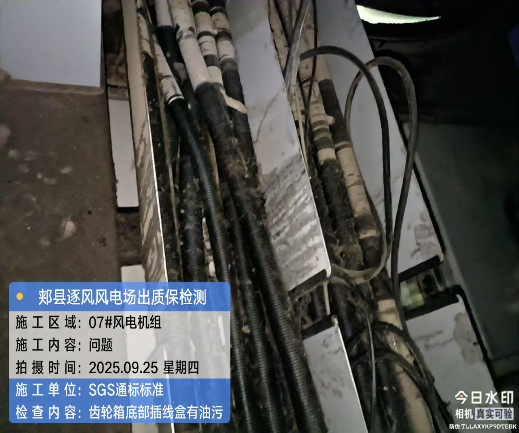 郏县逐风风电场出质保检测
施工区域：07#风电机组
施工内容：问题
拍摄时间：2025.09.25 星期四
施工单位：SGS通标标准
检查内容：齿轮箱底部插线盒有油污
今日水印
相机 真实可验